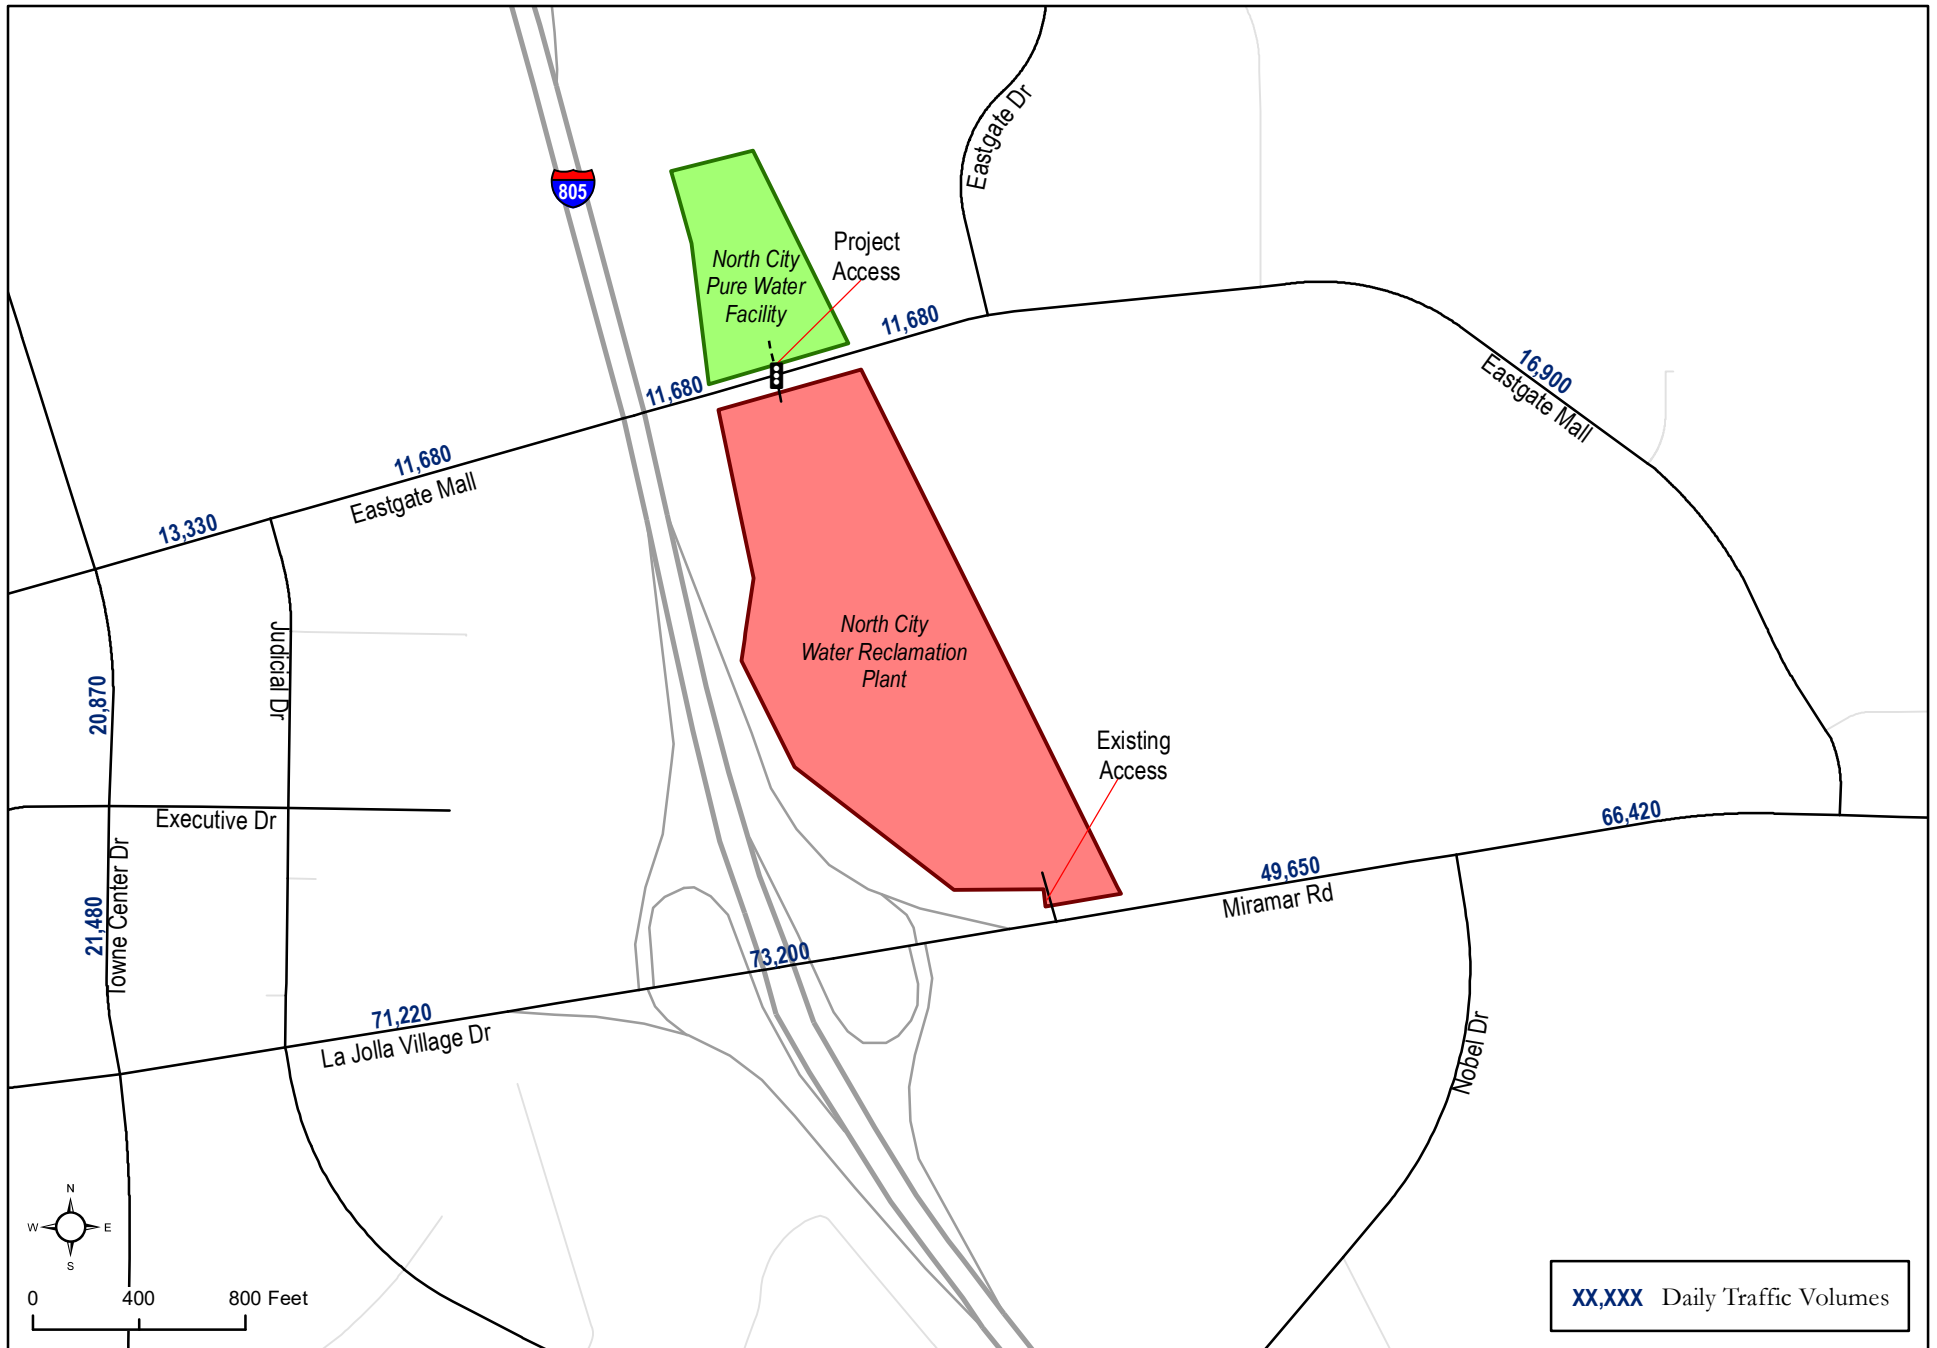 Eastgate Dr
805
Project
Access
North City
Pure Water
Facility
11,680
11,680
16,900
Eastgate Mall
11,680
Eastgate Mall
13,330
Judicial Dr
North City
Water Reclamation
Plant
20,870
Existing
Access
Executive Dr
66,420
Towne Center Dr
21,480
49,650
Miramar Rd
73,200
71,220
La Jolla Village Dr
Nobel Dr
N
W E
S
0 400 800 Feet
XX,XXX Daily Traffic Volumes